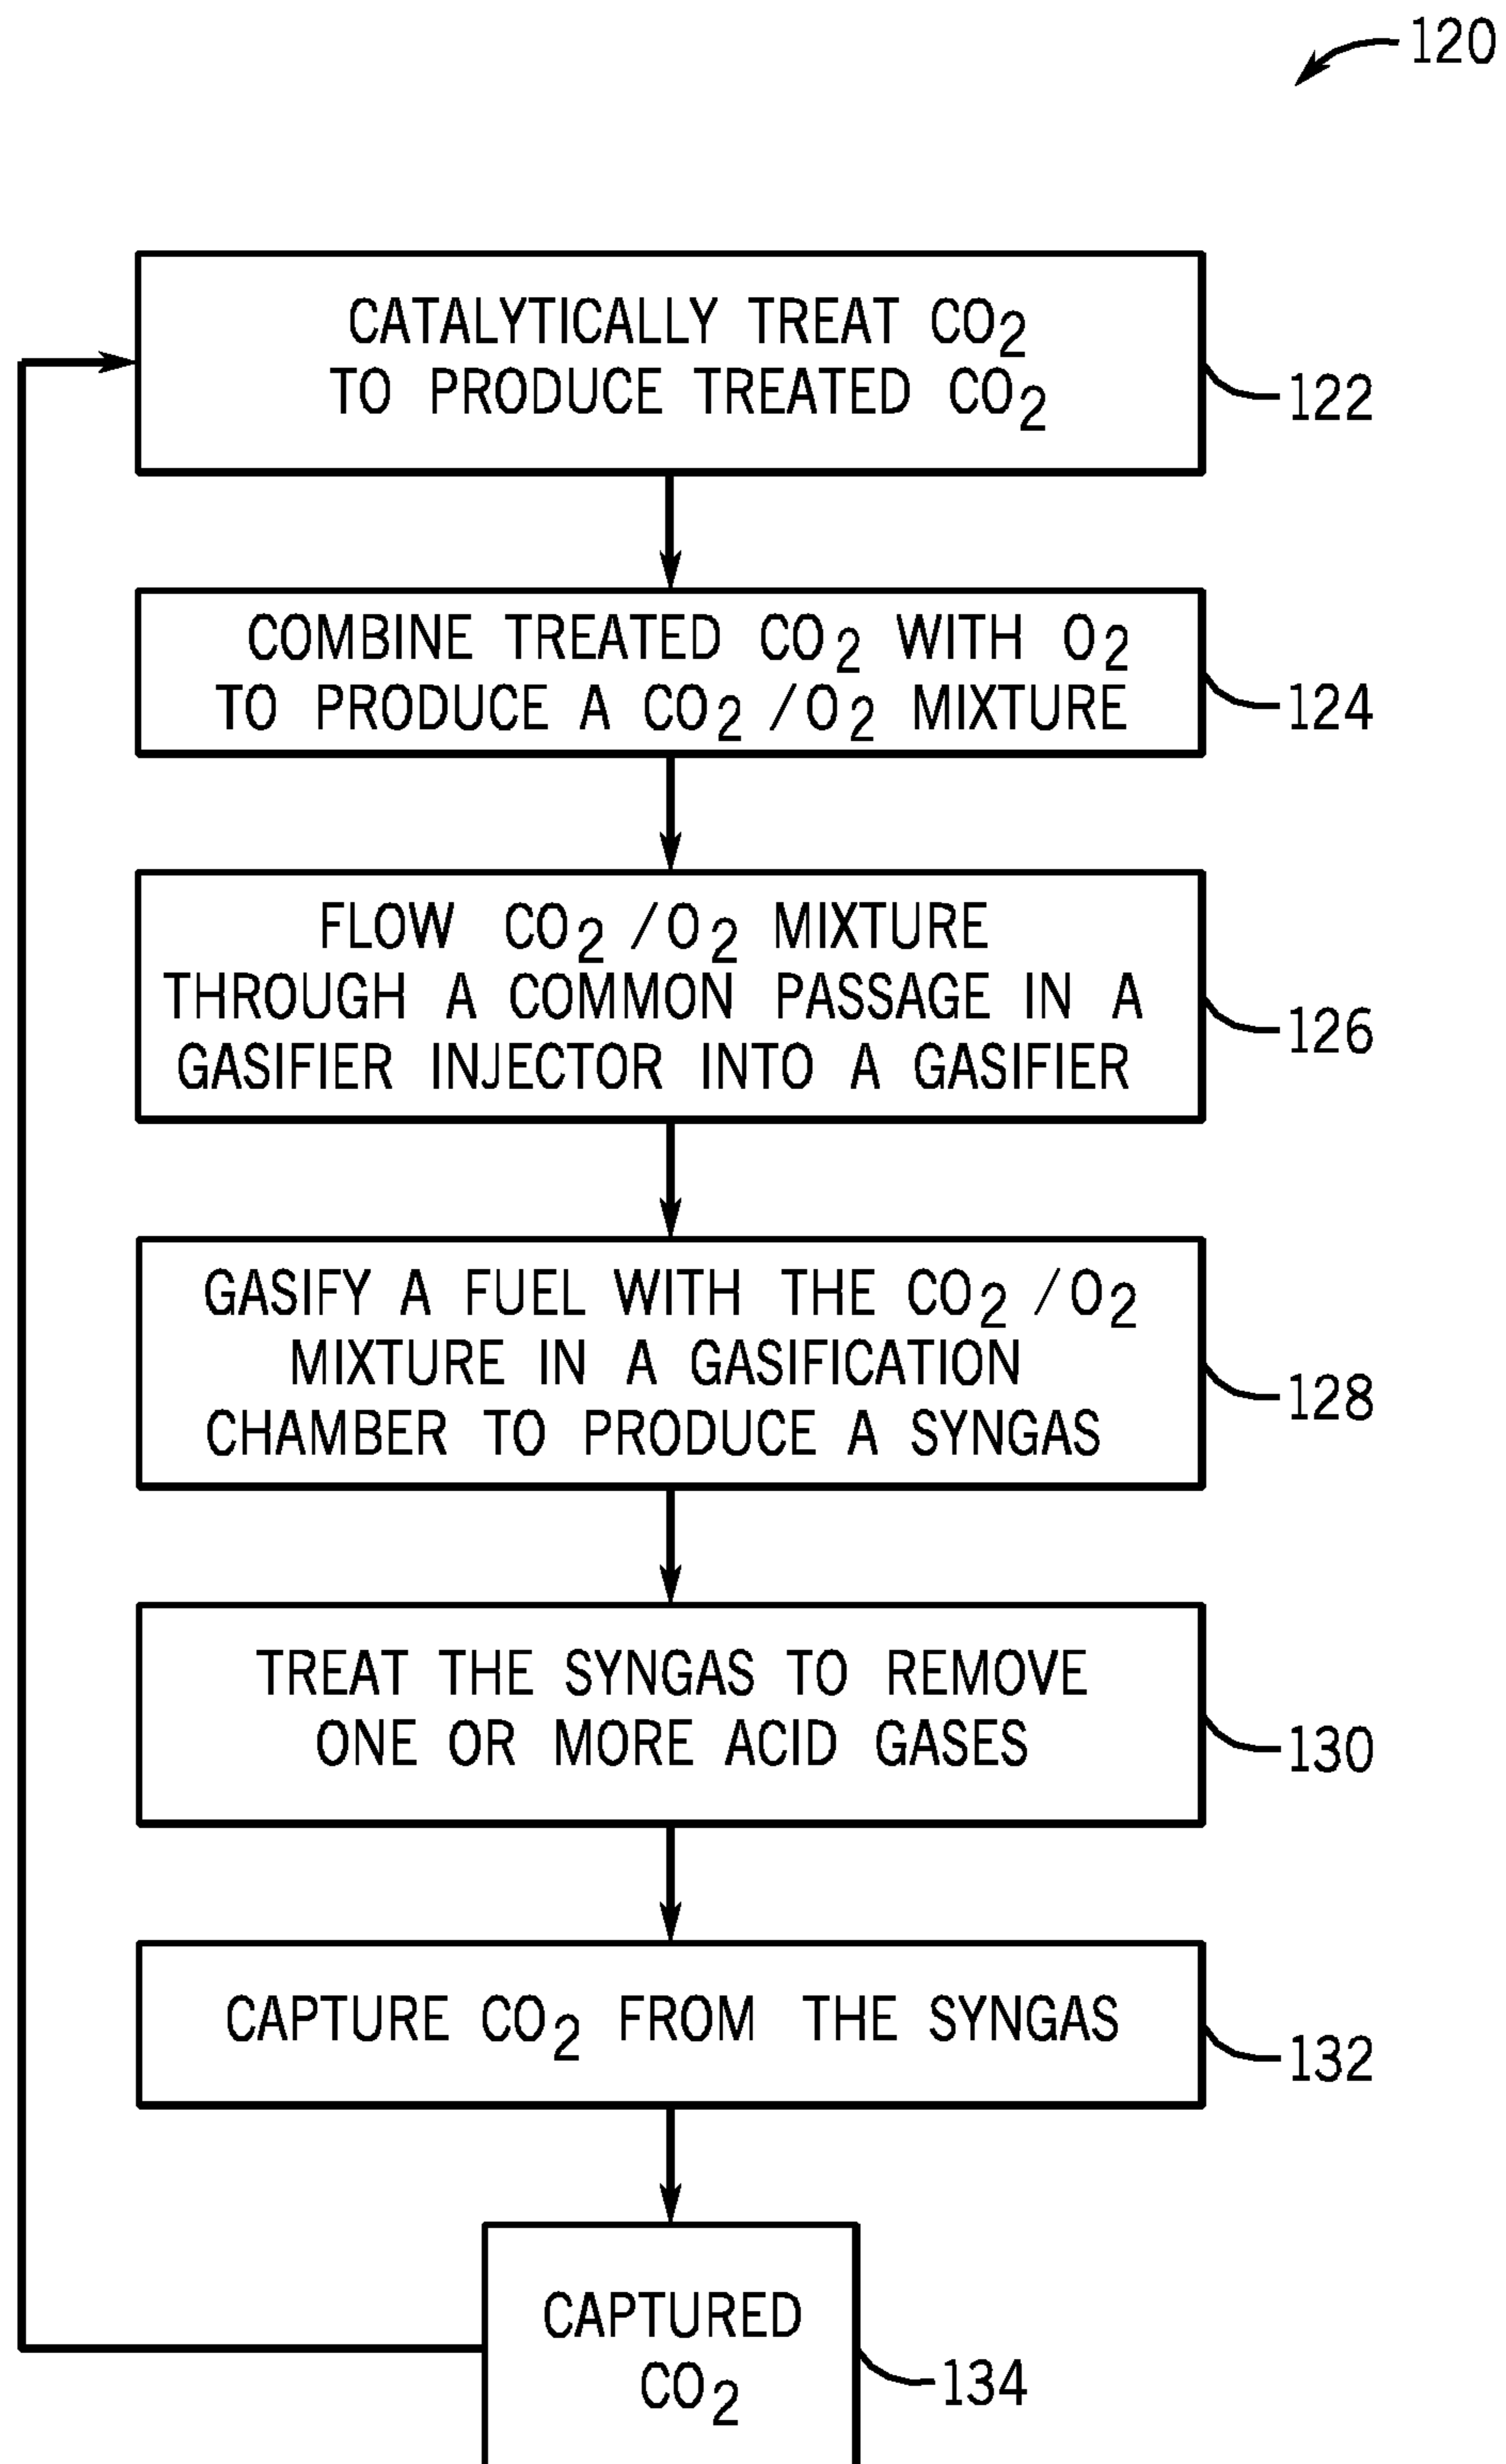 120
CATALYTICALLY TREAT CO2
TO PRODUCE TREATED CO2
122
COMBINE TREATED CO2 WITH O2
TO PRODUCE A CO2 /O2 MIXTURE
124
FLOW CO2 /O2 MIXTURE
THROUGH A COMMON PASSAGE IN A
GASIFIER INJECTOR INTO A GASIFIER
126
GASIFY A FUEL WITH THE CO2 /O2
MIXTURE IN A GASIFICATION
CHAMBER TO PRODUCE A SYNGAS
128
TREAT THE SYNGAS TO REMOVE
ONE OR MORE ACID GASES
130
CAPTURE CO2 FROM THE SYNGAS
132
CAPTURED
CO2
134